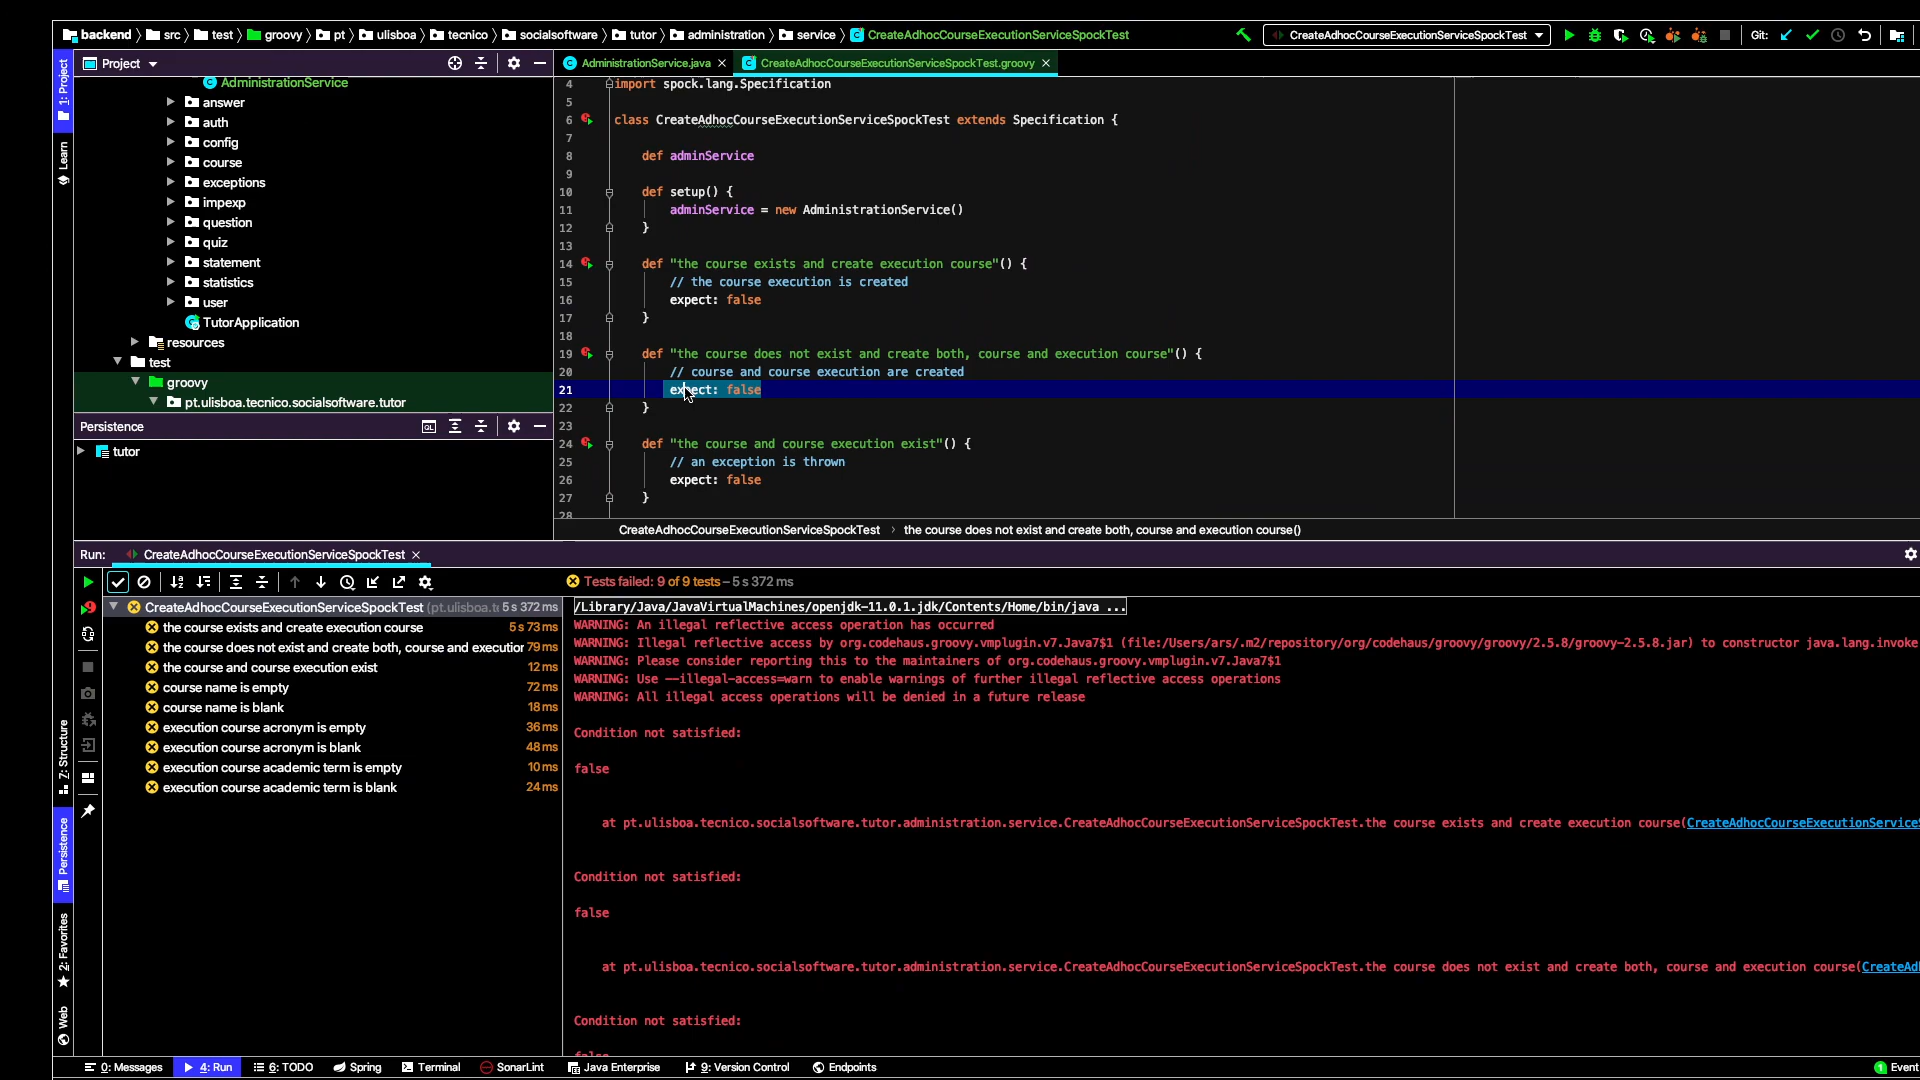 backend src test groovy pt ulisboa tecnico socialsoftware tutor administration service CreateAdhocCourseExecutionServiceSpockTest CreateAdhocCourseExecutionServiceSpockTest Git:
1: Project
Project
AdministrationService
answer
auth
config
course
exceptions
impexp
question
quiz
statement
statistics
user
TutorApplication
resources
test
groovy
pt.ulisboa.tecnico.socialsoftware.tutor
Learn
Persistence
tutor
AdministrationService.java CreateAdhocCourseExecutionServiceSpockTest.groovy
4 import spock.lang.Specification
5
6 class CreateAdhocCourseExecutionServiceSpockTest extends Specification {
7
8 def adminService
9
10 def setup() {
11 adminService = new AdministrationService()
12 }
13
14 def "the course exists and create execution course"() {
15 // the course execution is created
16 expect: false
17 }
18
19 def "the course does not exist and create both, course and execution course"() {
20 // course and course execution are created
21 expect: false
22 }
23
24 def "the course and course execution exist"() {
25 // an exception is thrown
26 expect: false
27 }
28
CreateAdhocCourseExecutionServiceSpockTest the course does not exist and create both, course and execution course()
Run: CreateAdhocCourseExecutionServiceSpockTest
Tests failed: 9 of 9 tests – 5 s 372 ms
CreateAdhocCourseExecutionServiceSpockTest (pt.ulisboa.t 5 s 372 ms
the course exists and create execution course 5 s 73 ms
the course does not exist and create both, course and execution 79 ms
the course and course execution exist 12 ms
course name is empty 72 ms
course name is blank 18 ms
execution course acronym is empty 36 ms
execution course acronym is blank 48 ms
execution course academic term is empty 10 ms
execution course academic term is blank 24 ms
/Library/Java/JavaVirtualMachines/openjdk-11.0.1.jdk/Contents/Home/bin/java ...
WARNING: An illegal reflective access operation has occurred
WARNING: Illegal reflective access by org.codehaus.groovy.vmplugin.v7.Java7$1 (file:/Users/ars/.m2/repository/org/codehaus/groovy/groovy/2.5.8/groovy-2.5.8.jar) to constructor java.lang.invoke
WARNING: Please consider reporting this to the maintainers of org.codehaus.groovy.vmplugin.v7.Java7$1
WARNING: Use --illegal-access=warn to enable warnings of further illegal reflective access operations
WARNING: All illegal access operations will be denied in a future release
Condition not satisfied:
false
at pt.ulisboa.tecnico.socialsoftware.tutor.administration.service.CreateAdhocCourseExecutionServiceSpockTest.the course exists and create execution course(CreateAdhocCourseExecutionServiceS
Condition not satisfied:
false
at pt.ulisboa.tecnico.socialsoftware.tutor.administration.service.CreateAdhocCourseExecutionServiceSpockTest.the course does not exist and create both, course and execution course(CreateAd
Condition not satisfied:
false
Z: Structure
Persistence
2: Favorites
Web
0: Messages 4: Run 6: TODO Spring Terminal SonarLint Java Enterprise 9: Version Control Endpoints 1 Event